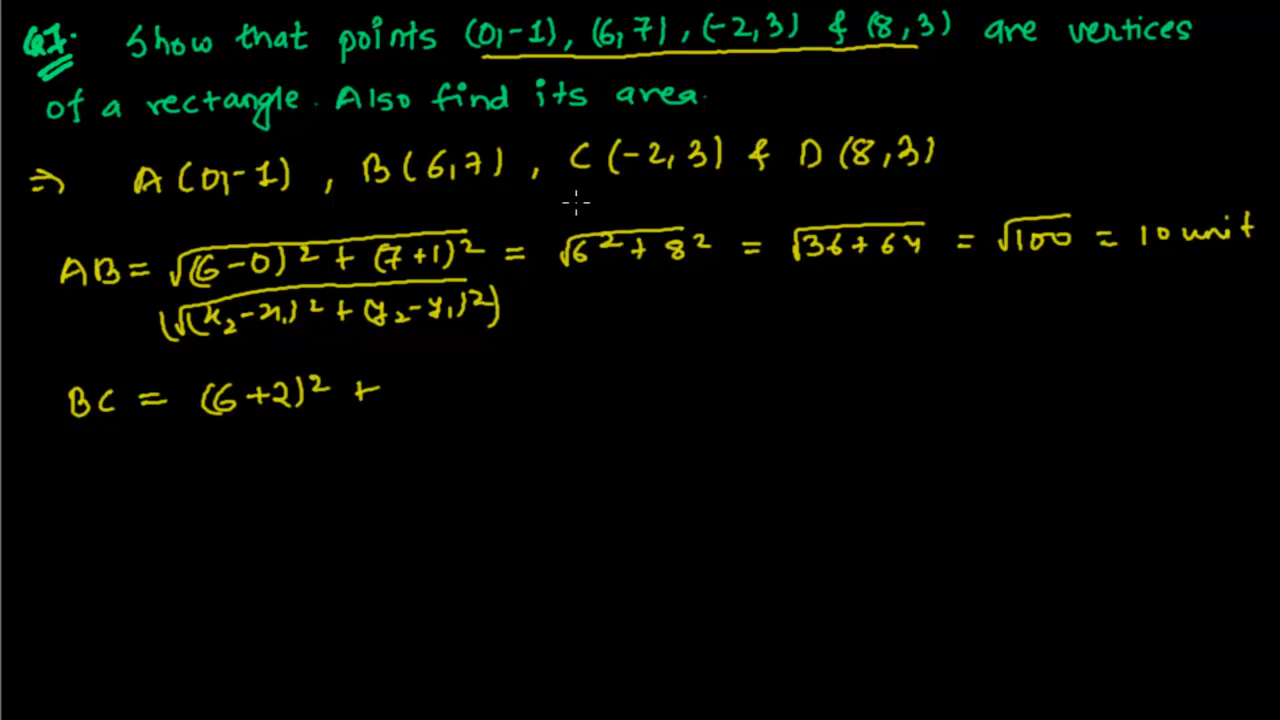 Q7. Show that points (0,-1), (6,7), (-2,3) & (8,3) are vertices
of a rectangle. Also find its area.
=> A(0,-1), B(6,7), C(-2,3) & D(8,3)
AB = √(6-0)² + (7+1)² = √6² + 8² = √36+64 = √100 = 10 unit
(√(x₂-x₁)² + (y₂-y₁)²)
BC = (6+2)² +